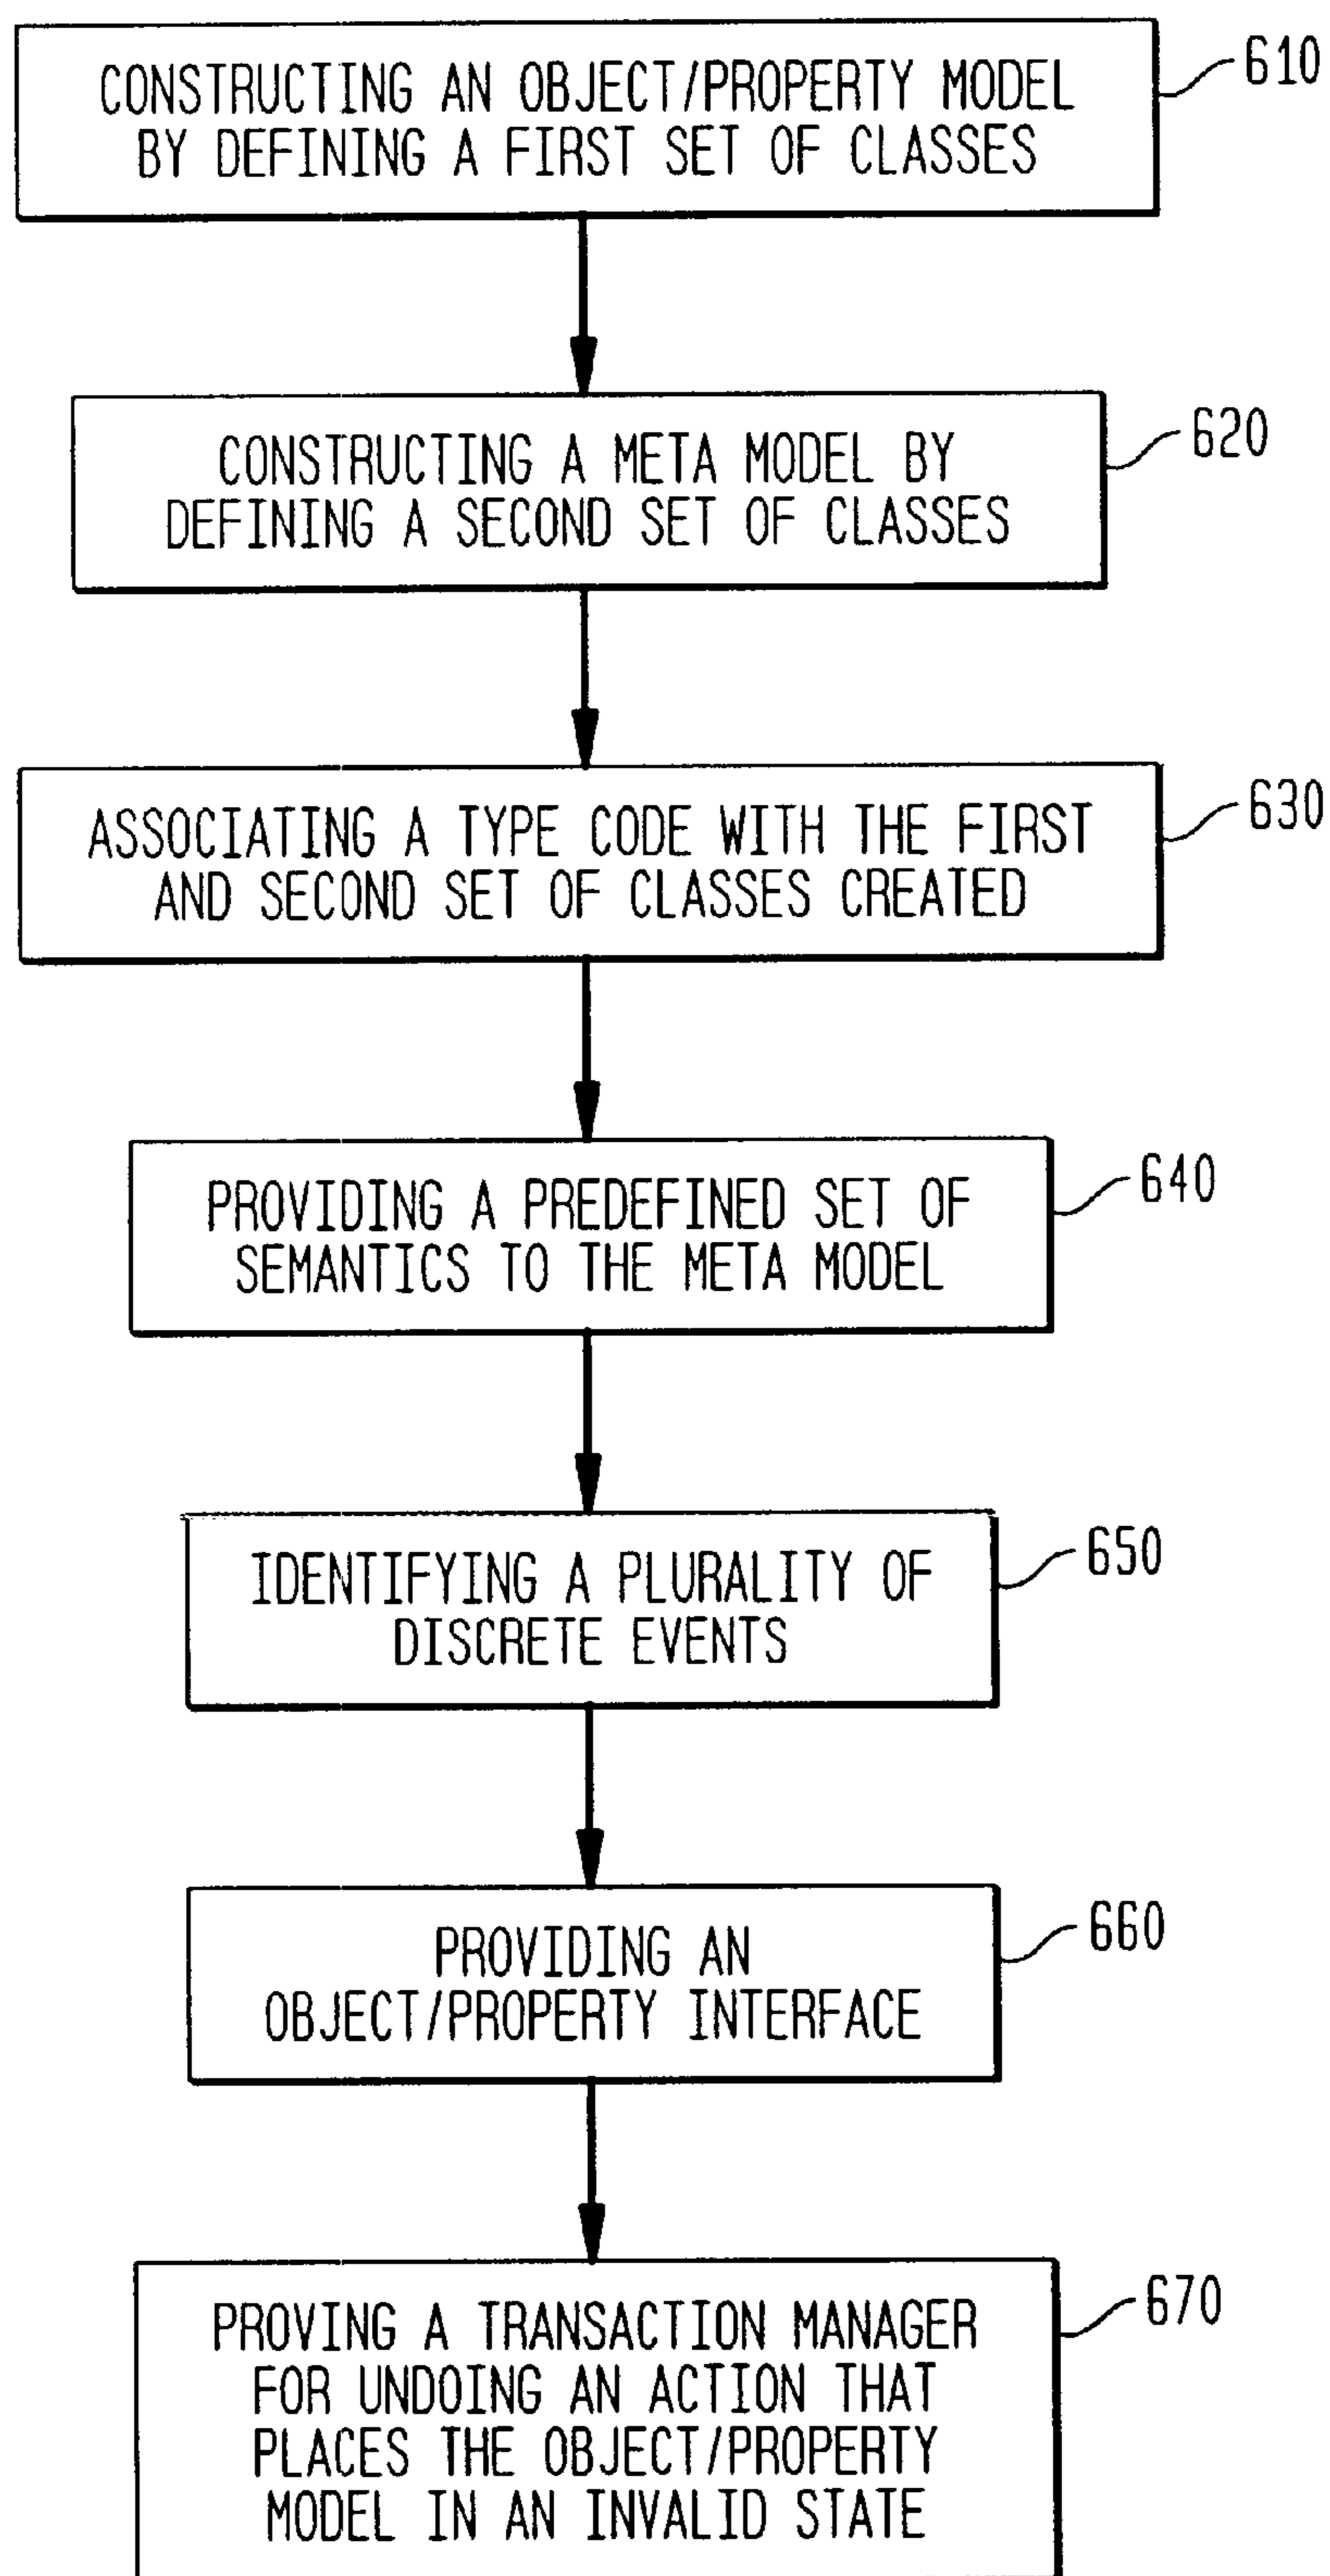 CONSTRUCTING AN OBJECT/PROPERTY MODEL
BY DEFINING A FIRST SET OF CLASSES
610
CONSTRUCTING A META MODEL BY
DEFINING A SECOND SET OF CLASSES
620
ASSOCIATING A TYPE CODE WITH THE FIRST
AND SECOND SET OF CLASSES CREATED
630
PROVIDING A PREDEFINED SET OF
SEMANTICS TO THE META MODEL
640
IDENTIFYING A PLURALITY OF
DISCRETE EVENTS
650
PROVIDING AN
OBJECT/PROPERTY INTERFACE
660
PROVING A TRANSACTION MANAGER
FOR UNDOING AN ACTION THAT
PLACES THE OBJECT/PROPERTY
MODEL IN AN INVALID STATE
670